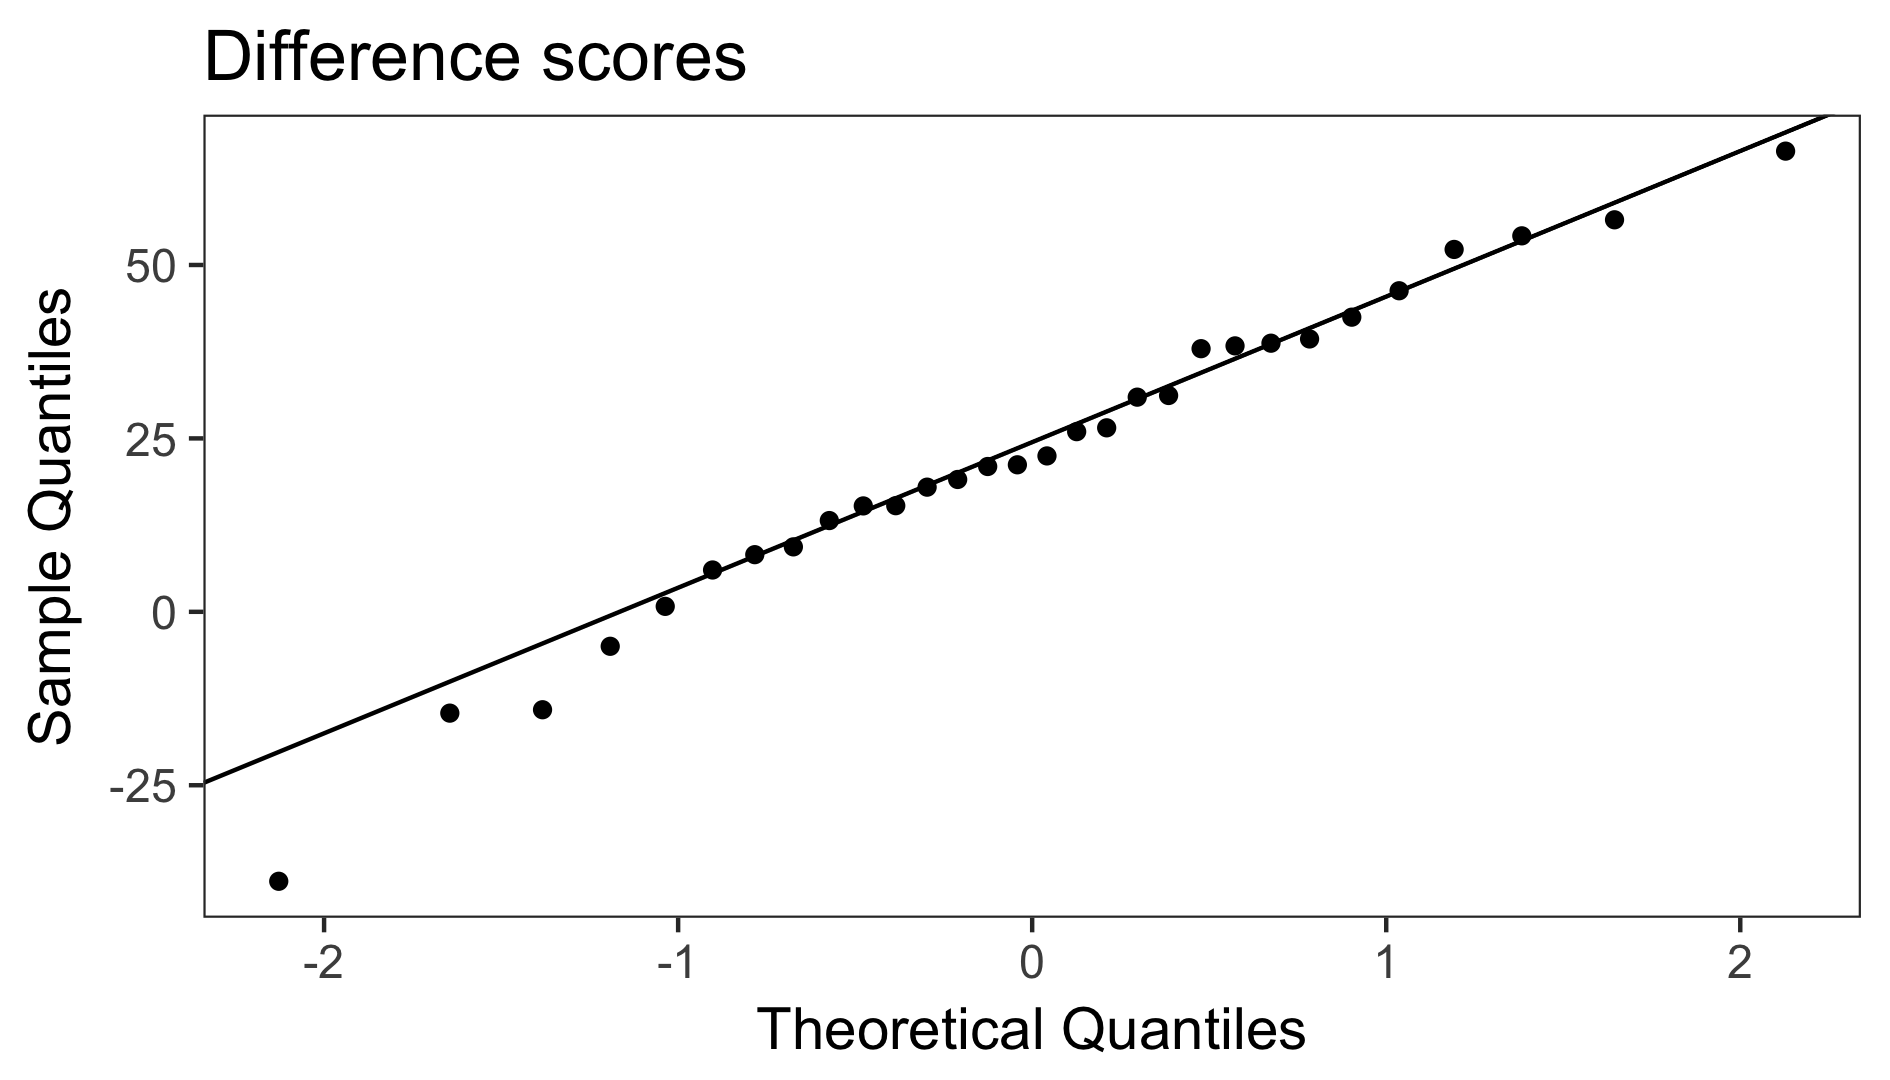 Difference scores
Sample Quantiles
50
25
0
-25
-2 -1 0 1 2
Theoretical Quantiles